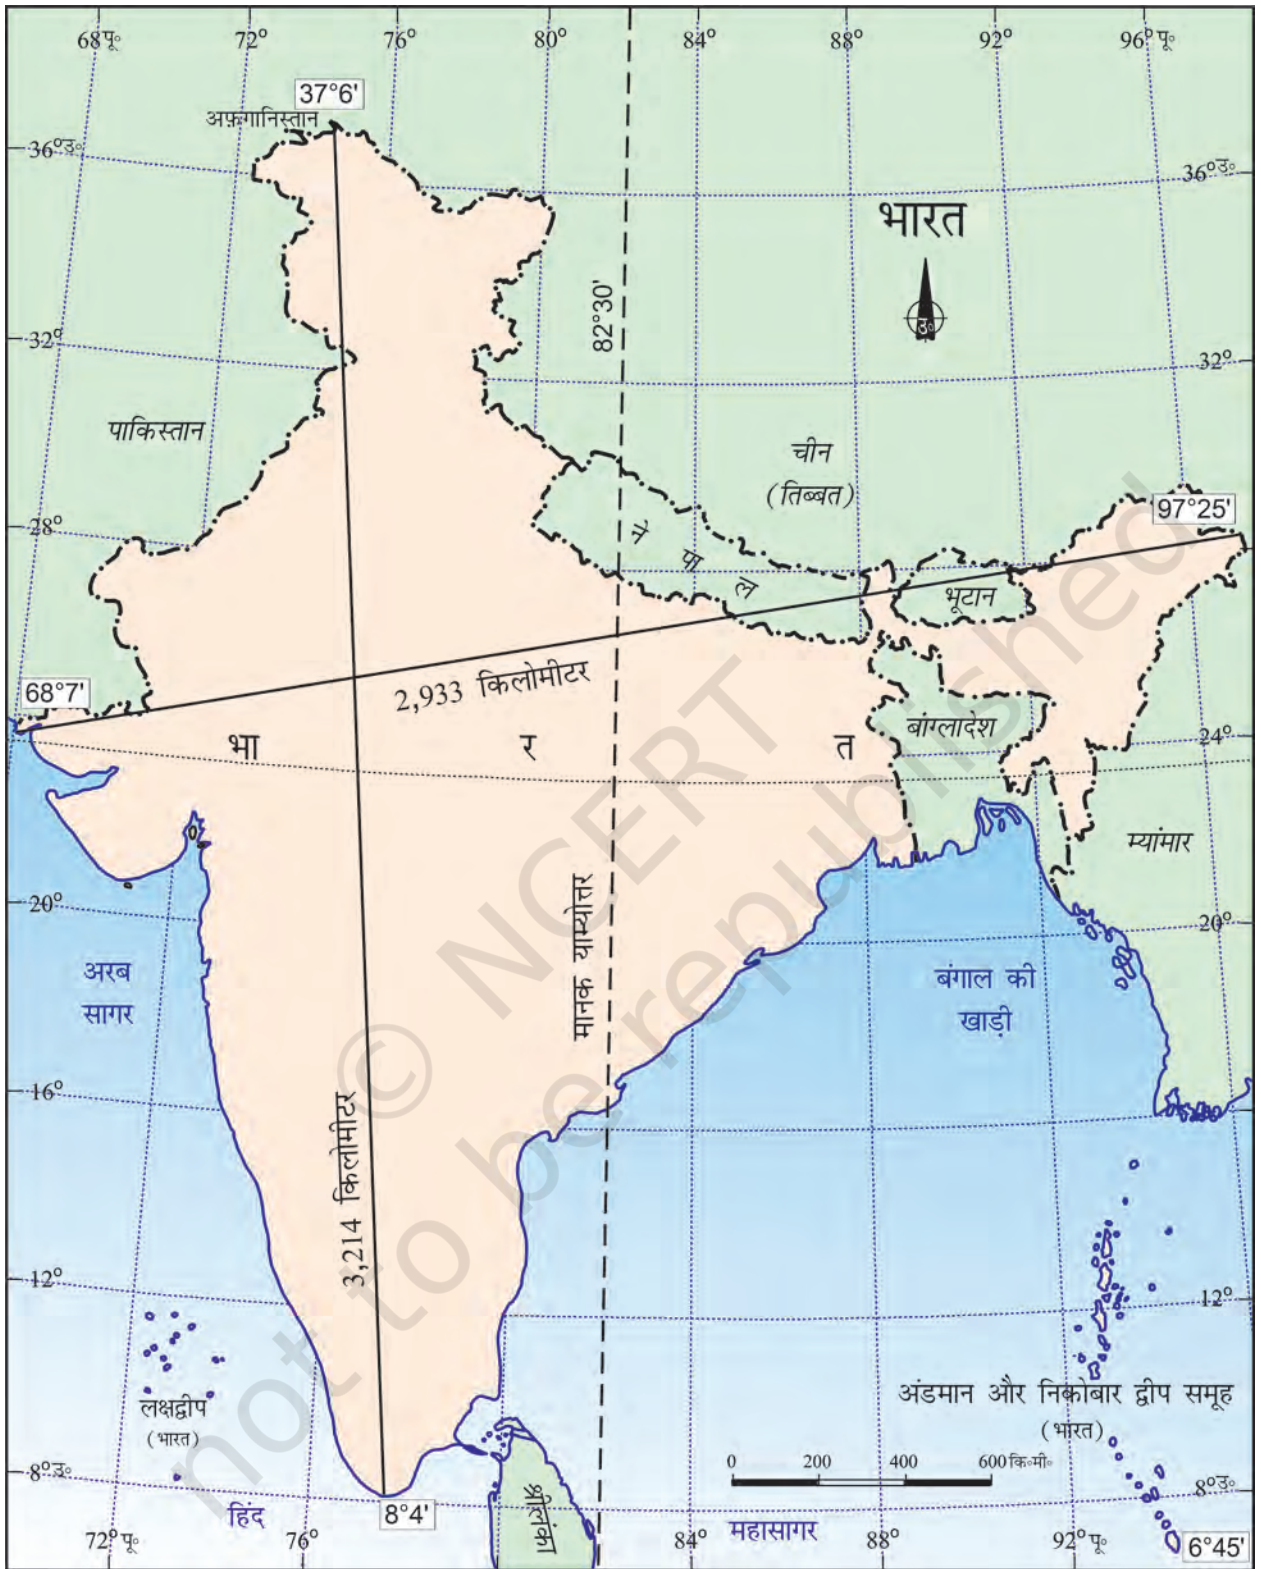 68° पू॰ 72° 76° 80° 84° 88° 92° 96° पू॰
37°6'
अफ़गानिस्तान
36°उ॰
36°उ॰
भारत
उ॰
82°30'
32°
32°
पाकिस्तान
चीन
(तिब्बत)
97°25'
28°
28°
नेपाल
भूटान
68°7'
2,933 किलोमीटर
बांग्लादेश
भारत
24°
म्यांमार
मानक याम्योत्तर
20°
20°
अरब
सागर
बंगाल की
खाड़ी
16°
3,214 किलोमीटर
12°
12°
लक्षद्वीप
(भारत)
अंडमान और निकोबार द्वीप समूह
(भारत)
0 200 400 600 कि॰मी॰
8°उ॰
8°उ॰
श्रीलंका
8°4'
हिंद
महासागर
72° पू॰ 76° 84° 88° 92° पू॰
6°45'
© NCERT
not to be republished